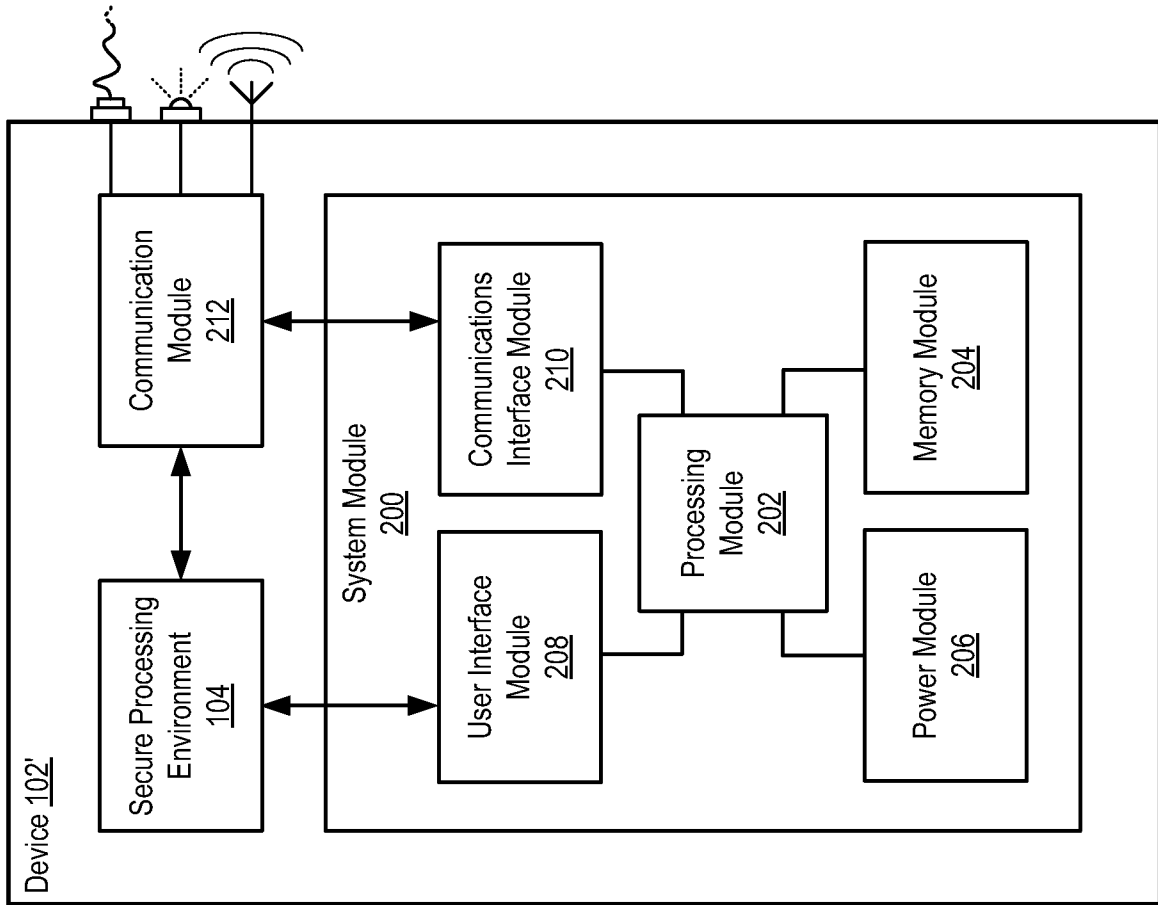 Device 102'
Secure Processing
Environment
104
Communication
Module
212
System Module
200
User Interface
Module
208
Communications
Interface Module
210
Processing
Module
202
Power Module
206
Memory Module
204